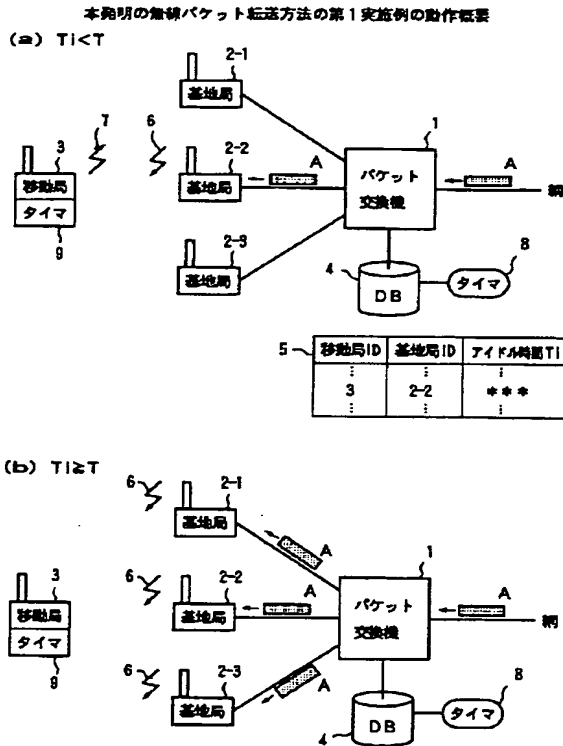 本発明の無線パケット転送方法の第1実施例の動作概要
(a) Ti<T
2-1
基地局
7
6
1
3
2-2
A
A
移動局
基地局
パケット
交換機
網
タイマ
9
2-3
基地局
4
8
DB
タイマ
5
移動局ID 基地局ID アイドル時間Ti
3 2-2 ***
(b) Ti≧T
6
2-1
基地局
A
1
3
6
2-2
A
A
移動局
基地局
パケット
交換機
網
タイマ
9
6
2-3
A
基地局
8
4
DB
タイマ